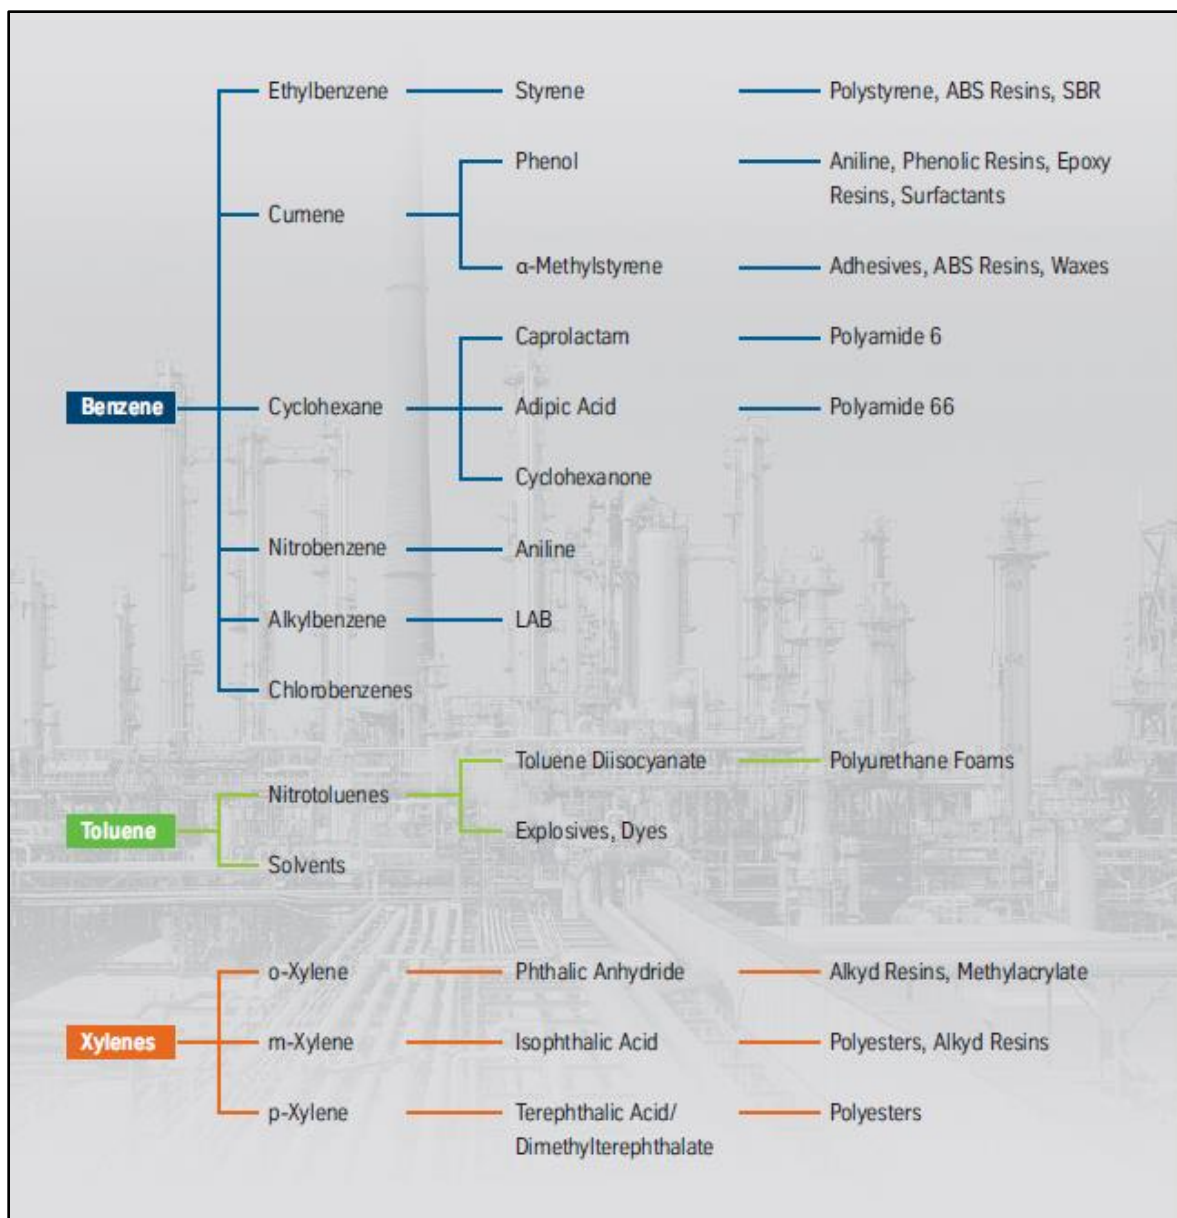 Ethylbenzene Styrene Polystyrene, ABS Resins, SBR
Phenol Aniline, Phenolic Resins, Epoxy
Resins, Surfactants
Cumene
α-Methylstyrene Adhesives, ABS Resins, Waxes
Caprolactam Polyamide 6
Benzene Cyclohexane Adipic Acid Polyamide 66
Cyclohexanone
Nitrobenzene Aniline
Alkylbenzene LAB
Chlorobenzenes
Toluene Diisocyanate Polyurethane Foams
Nitrotoluenes
Toluene Explosives, Dyes
Solvents
o-Xylene Phthalic Anhydride Alkyd Resins, Methylacrylate
Xylenes m-Xylene Isophthalic Acid Polyesters, Alkyd Resins
p-Xylene Terephthalic Acid/ Polyesters
Dimethylterephthalate